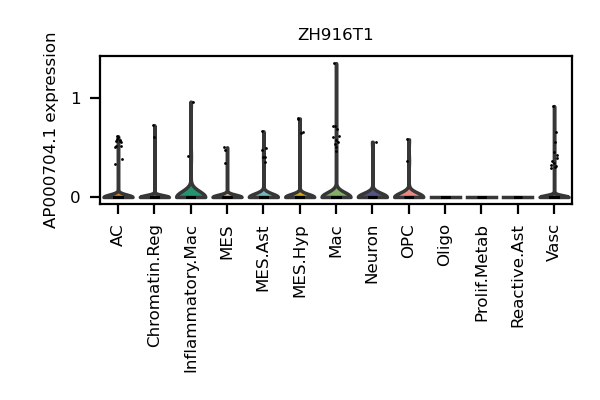 ZH916T1
AP000704.1 expression
1
0
AC
Chromatin.Reg
Inflammatory.Mac
MES
MES.Ast
MES.Hyp
Mac
Neuron
OPC
Oligo
Prolif.Metab
Reactive.Ast
Vasc